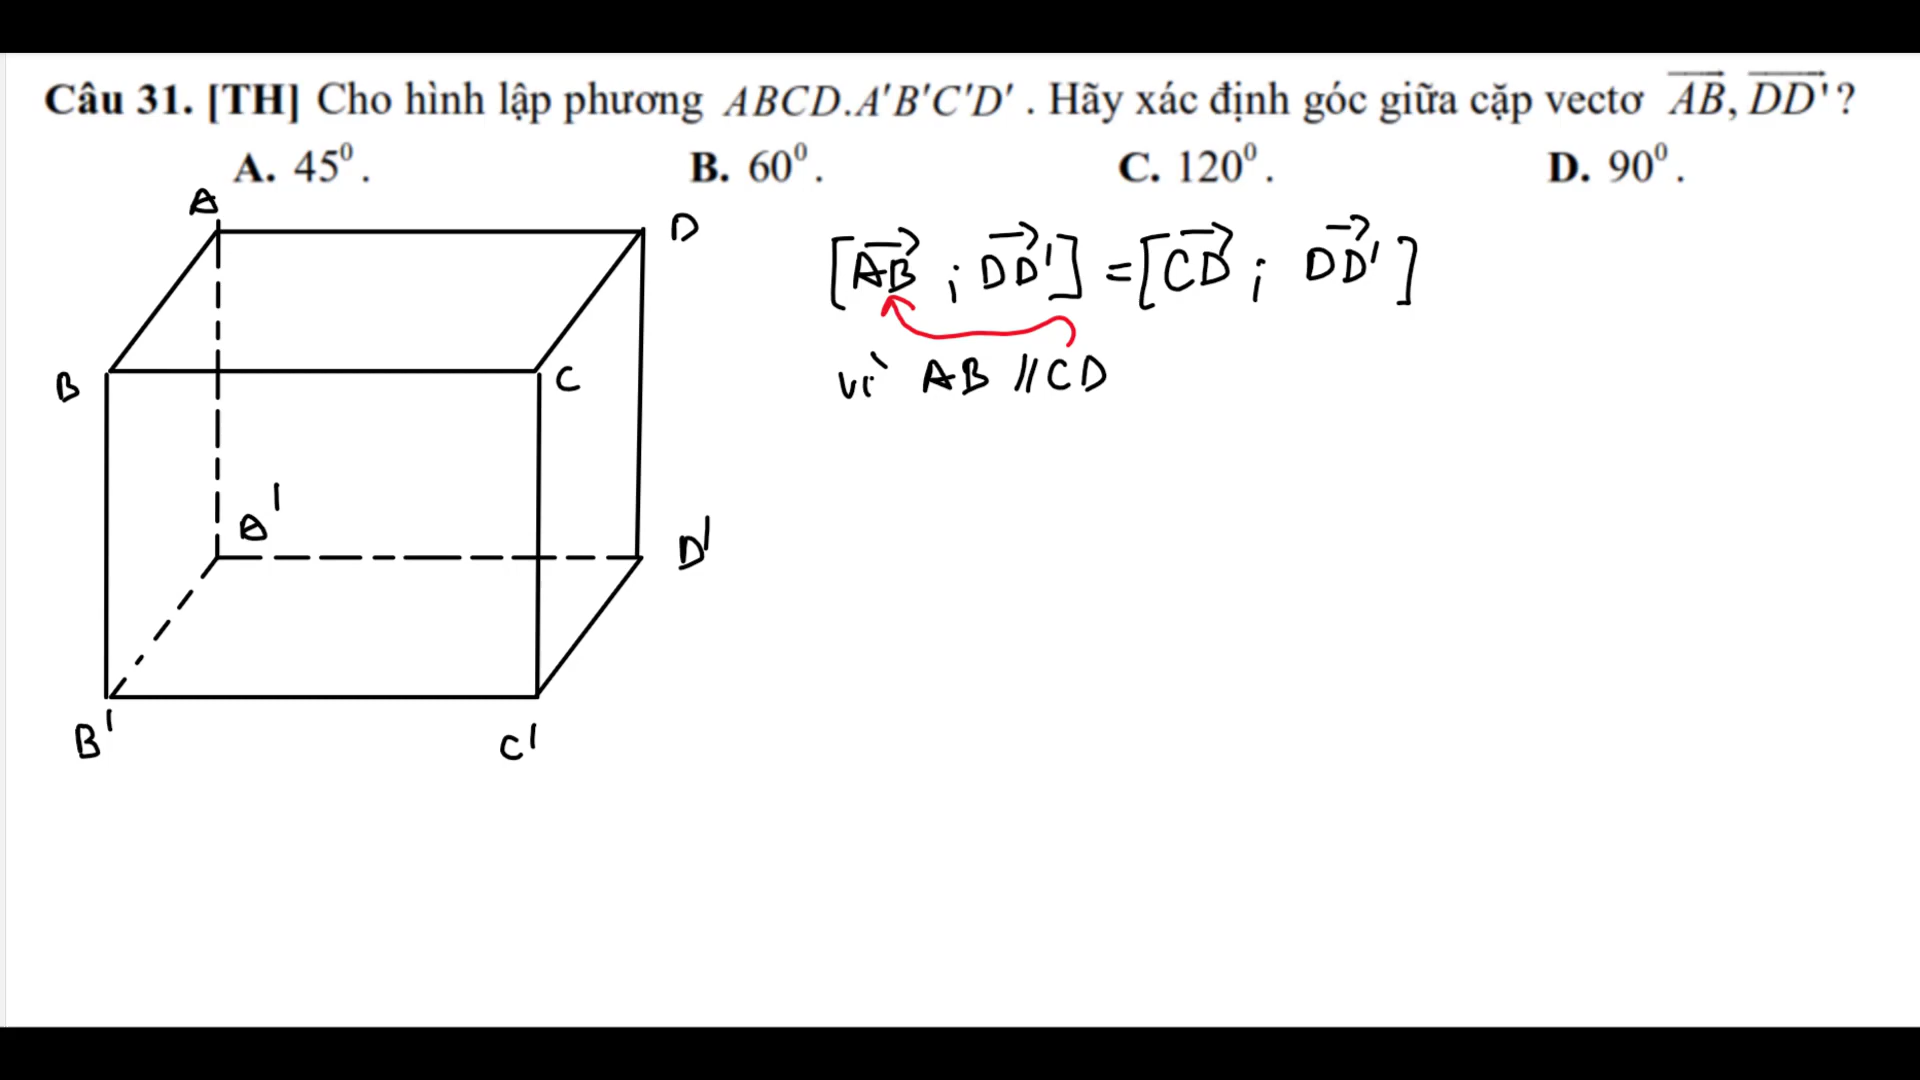 Câu 31. [TH] Cho hình lập phương ABCD.A'B'C'D'. Hãy xác định góc giữa cặp vectơ \overrightarrow{AB}, \overrightarrow{DD'}?
A. 45⁰. B. 60⁰. C. 120⁰. D. 90⁰.
A
D
[\overrightarrow{AB} ; \overrightarrow{DD'}] = [\overrightarrow{CD} ; \overrightarrow{DD'}]
B
C
vì AB // CD
A'
D'
B'
C'